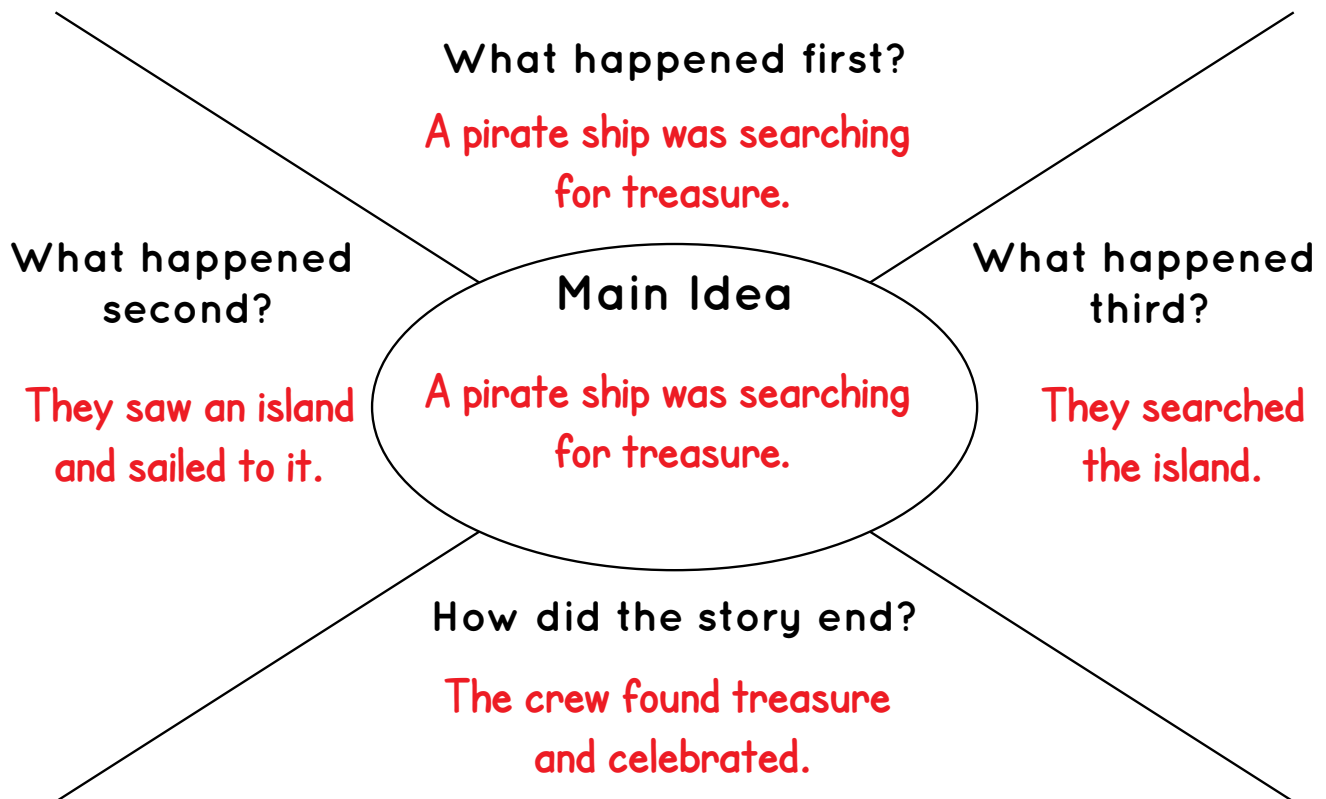 What happened first?
A pirate ship was searching
for treasure.
What happened
second?
They saw an island
and sailed to it.
Main Idea
A pirate ship was searching
for treasure.
What happened
third?
They searched
the island.
How did the story end?
The crew found treasure
and celebrated.